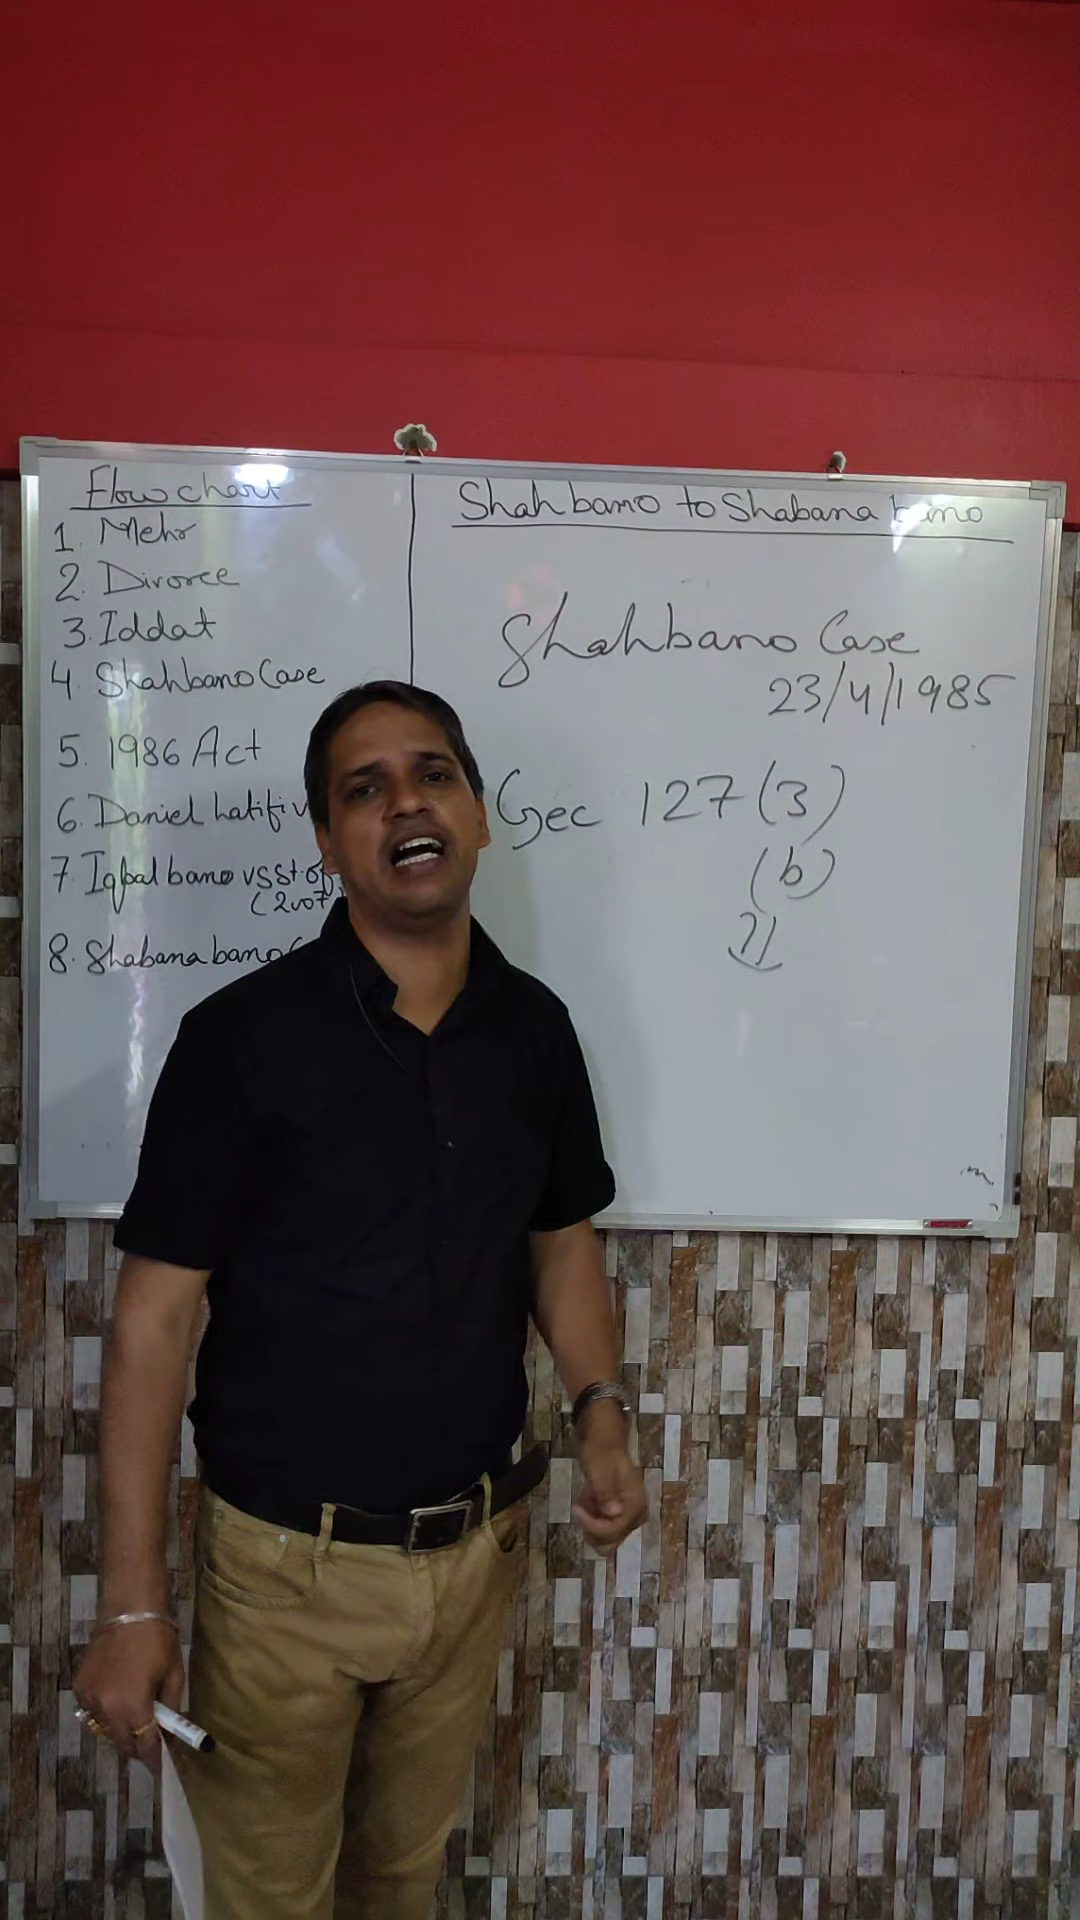 Flow chart
1. Mehr
2. Divorce
3. Iddat
4. Shahbano Case
5. 1986 Act
6. Daniel Latifi v
7. Iqbal bano vs St. of
(2007)
8. Shabana bano
Shahbano to Shabana bano
Shahbano Case
23/4/1985
Sec 127(3)
(b)